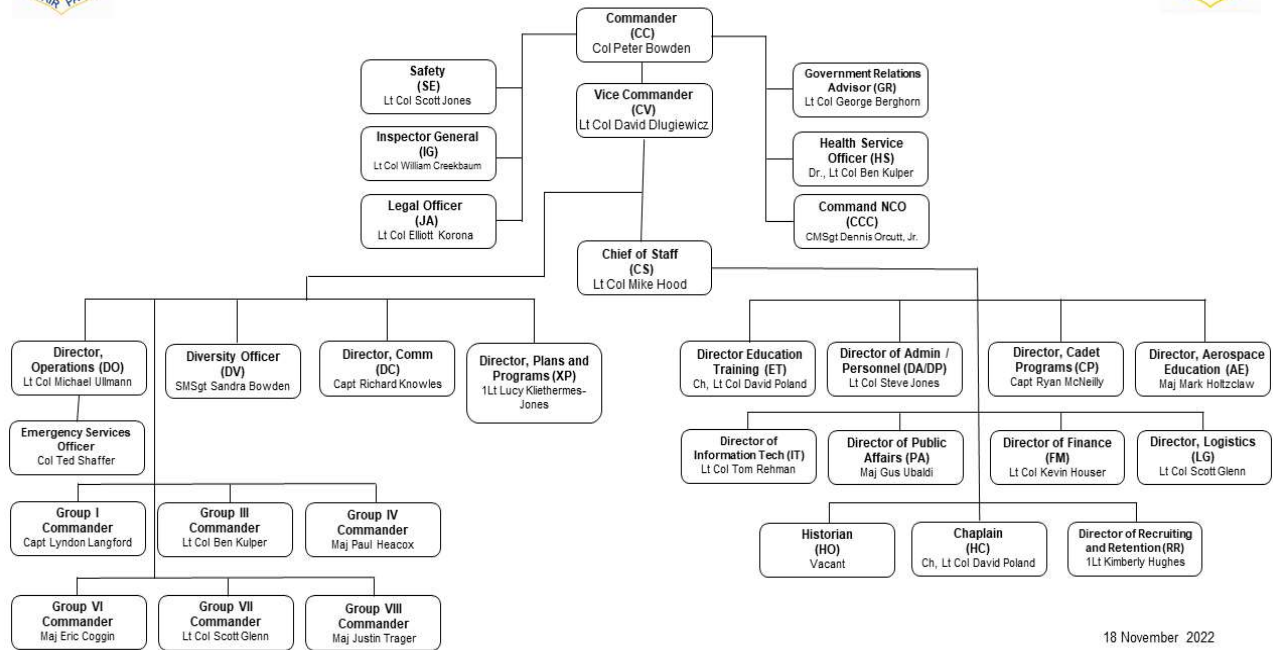 Commander
(CC)
Col Peter Bowden
Safety
(SE)
Lt Col Scott Jones
Vice Commander
(CV)
Lt Col David Dlugiewicz
Government Relations
Advisor (GR)
Lt Col George Berghorn
Inspector General
(IG)
Lt Col William Creekbaum
Health Service
Officer (HS)
Dr., Lt Col Ben Kulper
Legal Officer
(JA)
Lt Col Elliott Korona
Command NCO
(CCC)
CMSgt Dennis Orcutt, Jr.
Chief of Staff
(CS)
Lt Col Mike Hood
Director,
Operations (DO)
Lt Col Michael Ullmann
Diversity Officer
(DV)
SMSgt Sandra Bowden
Director, Comm
(DC)
Capt Richard Knowles
Director, Plans and
Programs (XP)
1Lt Lucy Kliethermes-
Jones
Director Education
Training (ET)
Ch, Lt Col David Poland
Director of Admin /
Personnel (DA/DP)
Lt Col Steve Jones
Director, Cadet
Programs (CP)
Capt Ryan McNeilly
Director, Aerospace
Education (AE)
Maj Mark Holtzclaw
Emergency Services
Officer
Col Ted Shaffer
Director of
Information Tech (IT)
Lt Col Tom Rehman
Director of Public
Affairs (PA)
Maj Gus Ubaldi
Director of Finance
(FM)
Lt Col Kevin Houser
Director, Logistics
(LG)
Lt Col Scott Glenn
Group I
Commander
Capt Lyndon Langford
Group III
Commander
Lt Col Ben Kulper
Group IV
Commander
Maj Paul Heacox
Historian
(HO)
Vacant
Chaplain
(HC)
Ch, Lt Col David Poland
Director of Recruiting
and Retention (RR)
1Lt Kimberly Hughes
Group VI
Commander
Maj Eric Coggin
Group VII
Commander
Lt Col Scott Glenn
Group VIII
Commander
Maj Justin Trager
18 November 2022